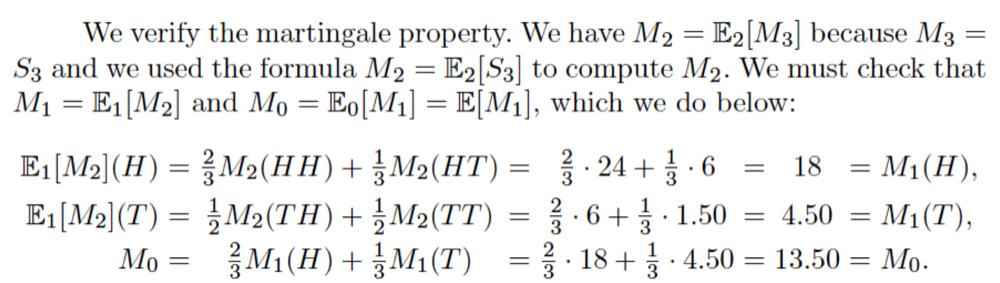 We verify the martingale property. We have M₂ = 𝔼₂[M₃] because M₃ =
S₃ and we used the formula M₂ = 𝔼₂[S₃] to compute M₂. We must check that
M₁ = 𝔼₁[M₂] and M₀ = 𝔼₀[M₁] = 𝔼[M₁], which we do below:
𝔼₁[M₂](H) = 2/3 M₂(HH) + 1/3 M₂(HT) = 2/3 · 24 + 1/3 · 6 = 18 = M₁(H),
𝔼₁[M₂](T) = 1/2 M₂(TH) + 1/2 M₂(TT) = 2/3 · 6 + 1/3 · 1.50 = 4.50 = M₁(T),
M₀ = 2/3 M₁(H) + 1/3 M₁(T) = 2/3 · 18 + 1/3 · 4.50 = 13.50 = M₀.